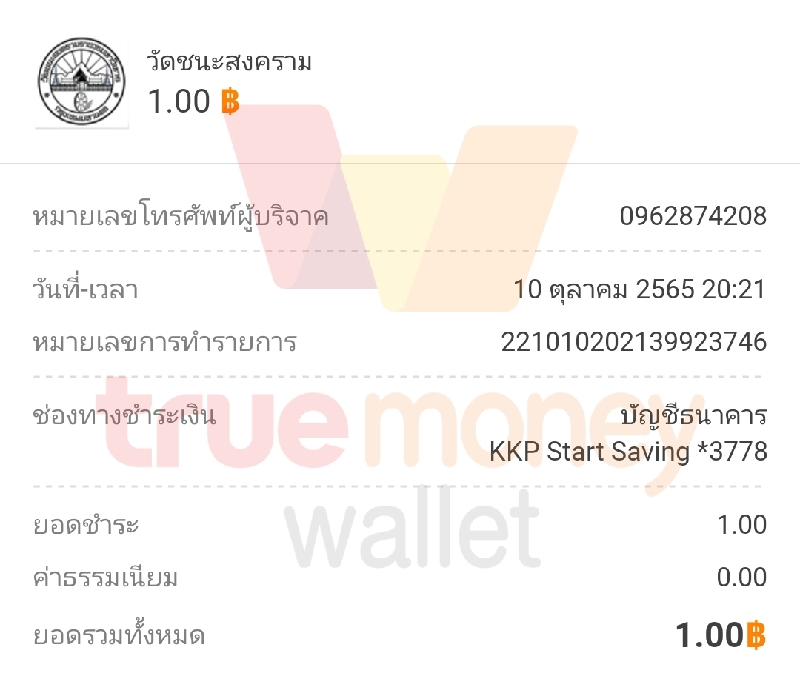 วัดชนะสงคราม
1.00 ฿
หมายเลขโทรศัพท์ผู้บริจาค 0962874208
วันที่-เวลา 10 ตุลาคม 2565 20:21
หมายเลขการทำรายการ 221010202139923746
ช่องทางชำระเงิน บัญชีธนาคาร
KKP Start Saving *3778
ยอดชำระ 1.00
ค่าธรรมเนียม 0.00
ยอดรวมทั้งหมด 1.00฿
truemoney
wallet